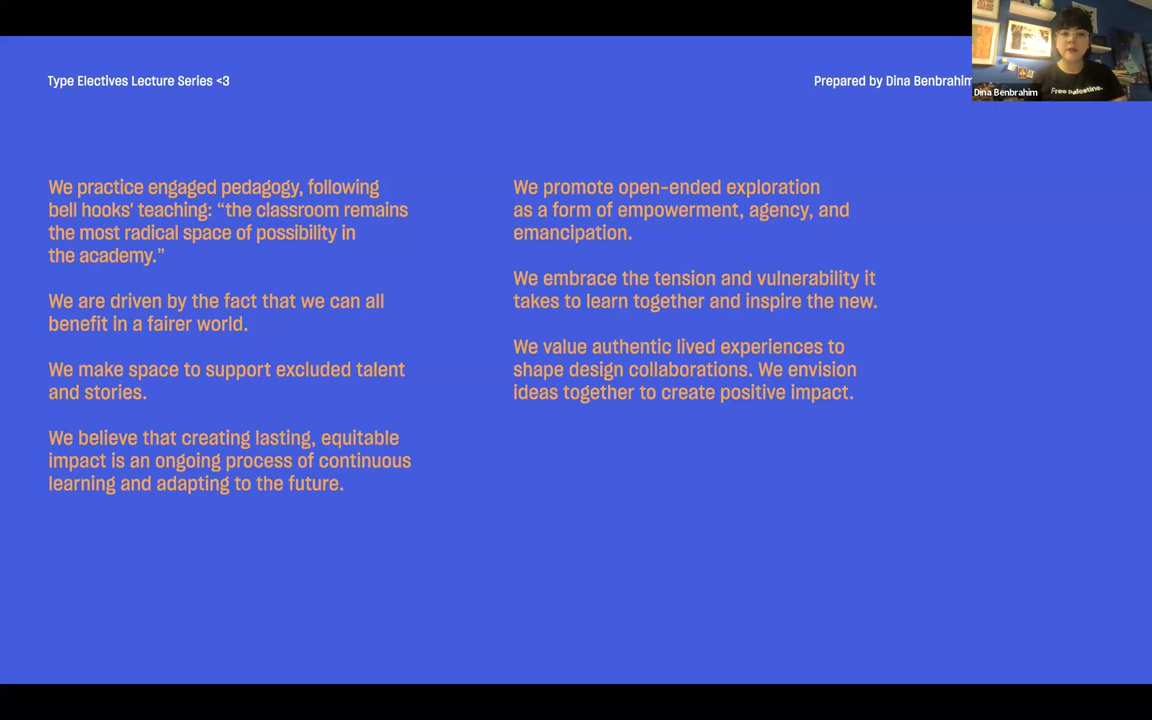 Type Electives Lecture Series <3
Prepared by Dina Benbrahim
Dina Benbrahim
Free Palestine.
We practice engaged pedagogy, following
bell hooks' teaching: “the classroom remains
the most radical space of possibility in
the academy.”
We are driven by the fact that we can all
benefit in a fairer world.
We make space to support excluded talent
and stories.
We believe that creating lasting, equitable
impact is an ongoing process of continuous
learning and adapting to the future.
We promote open-ended exploration
as a form of empowerment, agency, and
emancipation.
We embrace the tension and vulnerability it
takes to learn together and inspire the new.
We value authentic lived experiences to
shape design collaborations. We envision
ideas together to create positive impact.